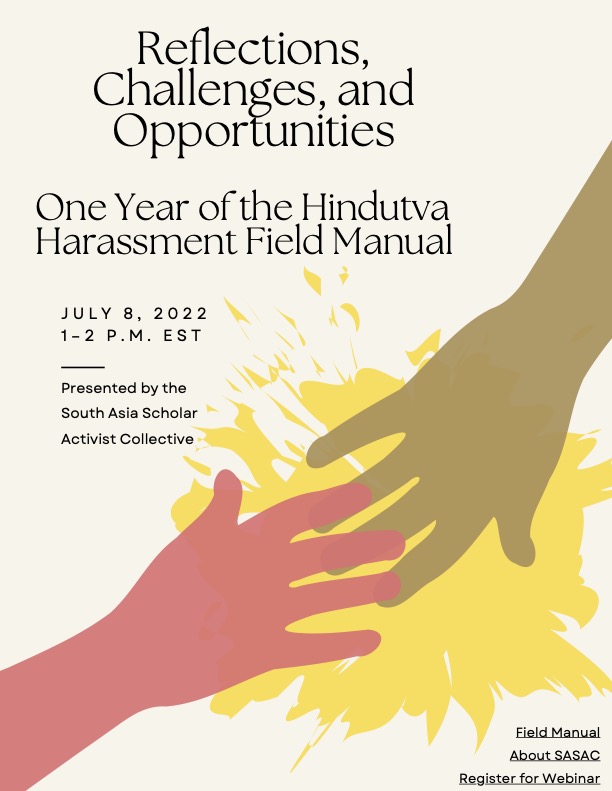 Reflections,
Challenges, and
Opportunities
One Year of the Hindutva
Harassment Field Manual
JULY 8, 2022
1–2 P.M. EST
Presented by the
South Asia Scholar
Activist Collective
Field Manual
About SASAC
Register for Webinar